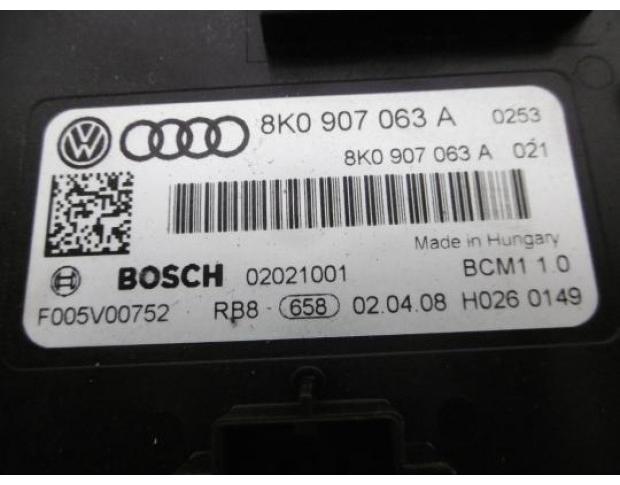 8K0 907 063 A 0253
8K0 907 063 A 021
Made in Hungary
BOSCH 02021001 BCM1 1.0
F005V00752 RB8 - 658 02.04.08 H026 0149